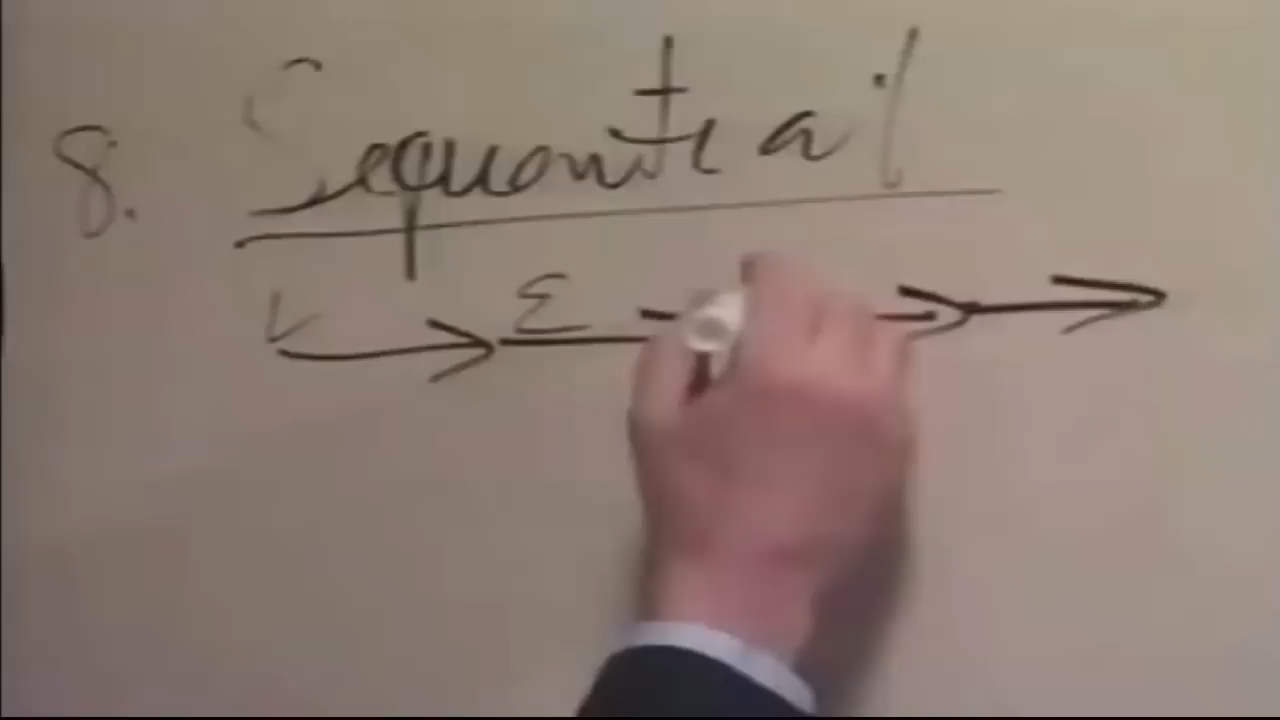 8. Sequential
V Σ